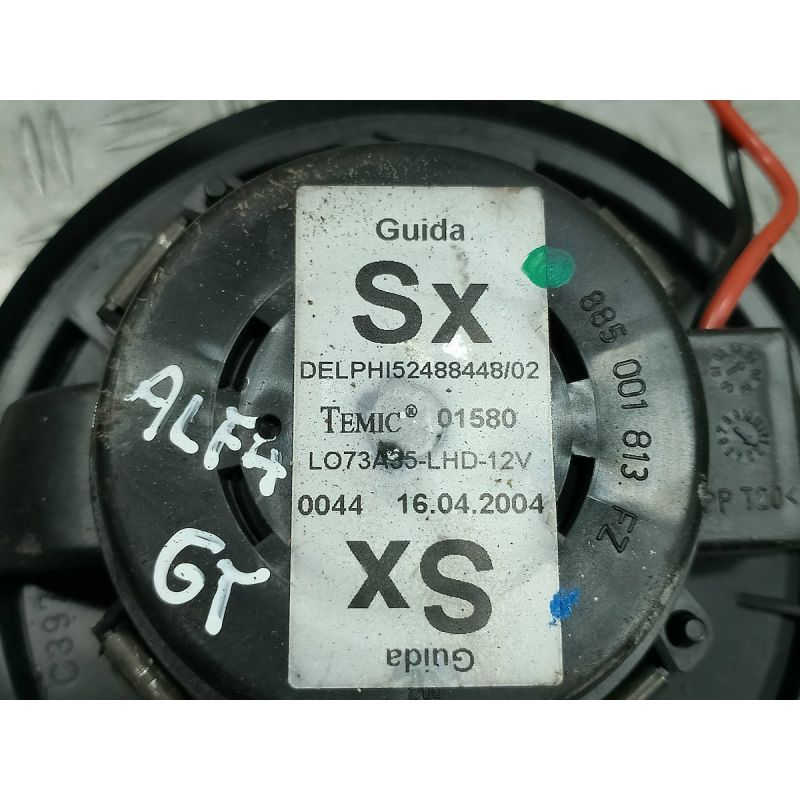 Guida
Sx
DELPHI52488448/02
TEMIC® 01580
LO73A35-LHD-12V
0044 16.04.2004
Sx
Guida
ALFA
GT
885 001 813 FZ
PP T20<